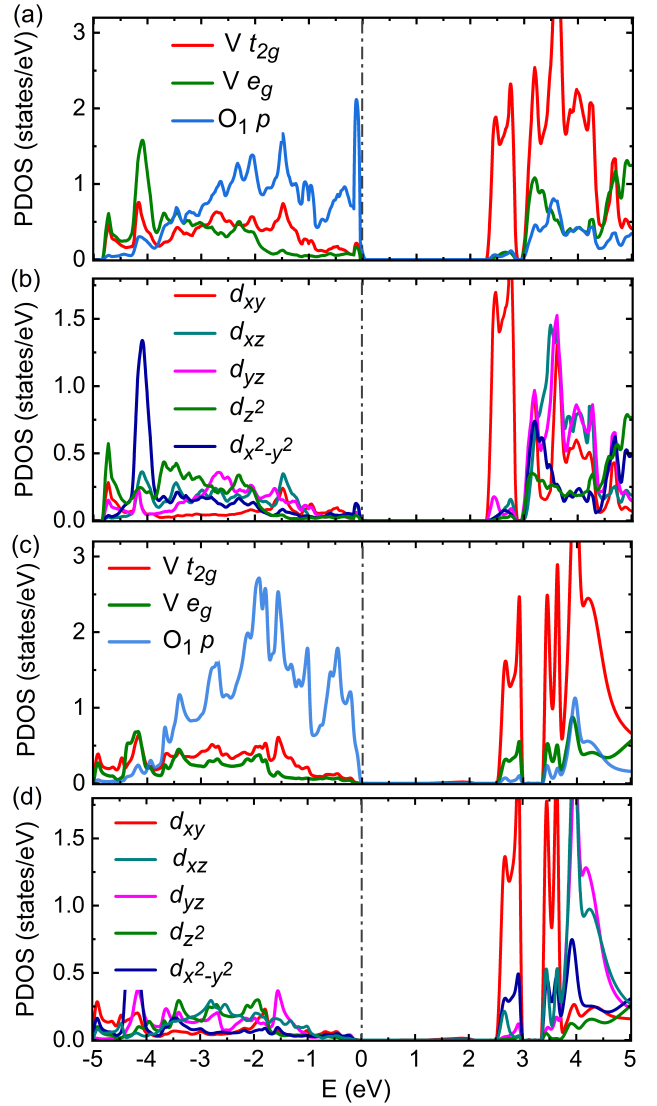 (a)
PDOS (states/eV)
3
2
1
0
V t2g
V eg
O1 p
(b)
PDOS (states/eV)
1.5
1.0
0.5
0.0
dxy
dxz
dyz
dz2
dx2-y2
(c)
PDOS (states/eV)
3
2
1
0
V t2g
V eg
O1 p
(d)
PDOS (states/eV)
1.5
1.0
0.5
0.0
dxy
dxz
dyz
dz2
dx2-y2
-5 -4 -3 -2 -1 0 1 2 3 4 5
E (eV)